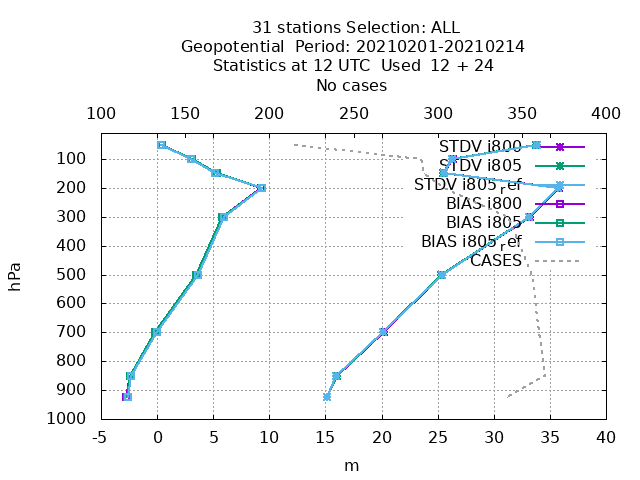 31 stations Selection: ALL
Geopotential  Period: 20210201-20210214
Statistics at 12 UTC  Used  12 + 24
No cases
100 150 200 250 300 350 400
STDV i800
STDV i805
STDV i805ref
BIAS i800
BIAS i805
BIAS i805ref
CASES
100
200
300
400
500
600
700
800
900
1000
hPa
-5 0 5 10 15 20 25 30 35 40
m